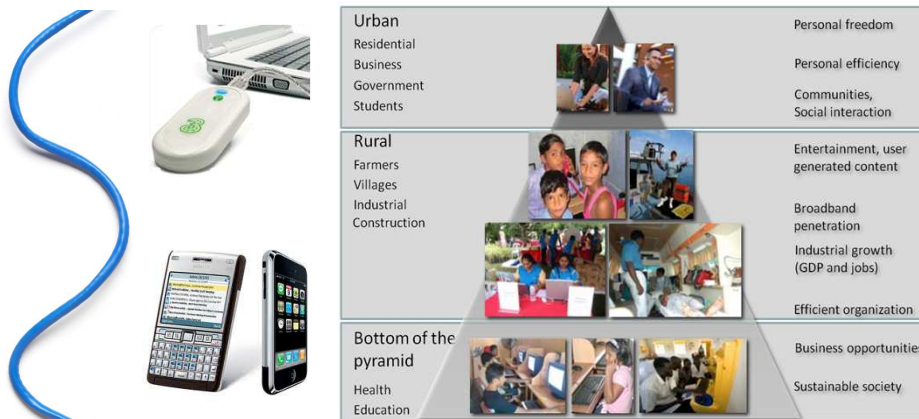 Urban
Residential
Business
Government
Students
Personal freedom
Personal efficiency
Communities,
Social interaction
Rural
Farmers
Villages
Industrial
Construction
Entertainment, user
generated content
Broadband
penetration
Industrial growth
(GDP and jobs)
Efficient organization
Bottom of the
pyramid
Health
Education
Business opportunities
Sustainable society
3